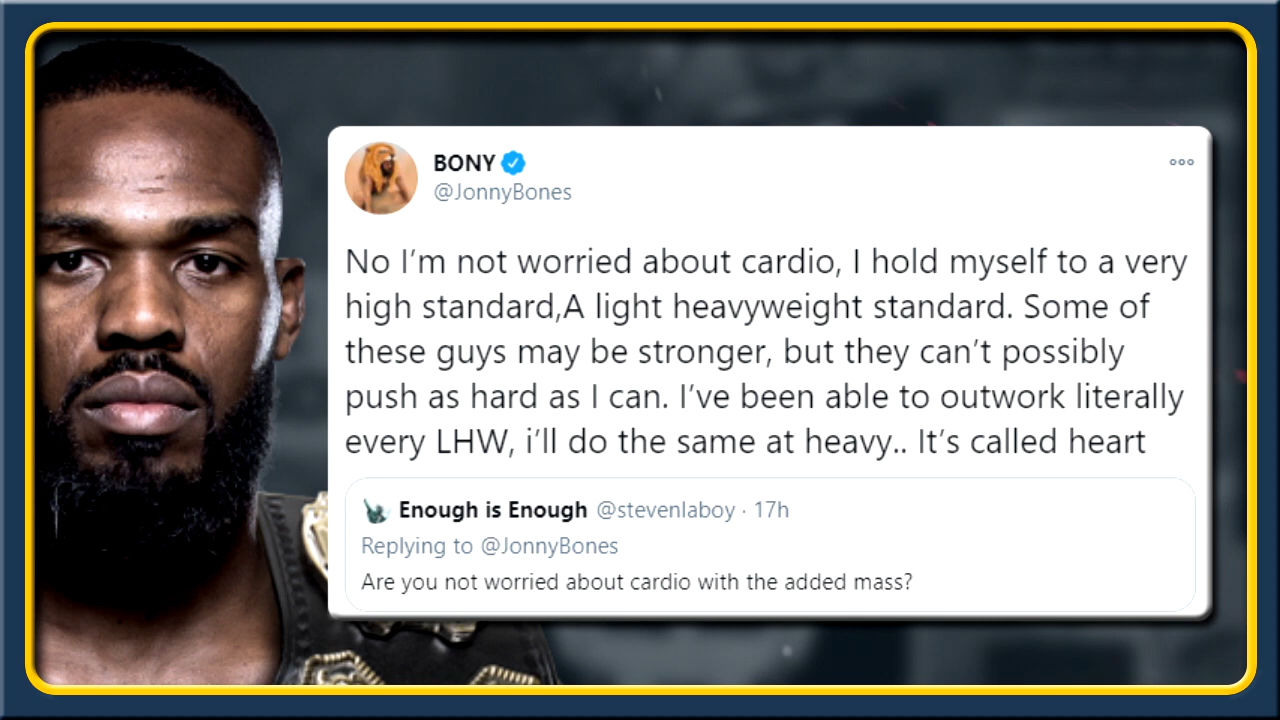 BONY
@JonnyBones
No I’m not worried about cardio, I hold myself to a very
high standard,A light heavyweight standard. Some of
these guys may be stronger, but they can’t possibly
push as hard as I can. I’ve been able to outwork literally
every LHW, i’ll do the same at heavy.. It’s called heart
Enough is Enough @stevenlaboy · 17h
Replying to @JonnyBones
Are you not worried about cardio with the added mass?